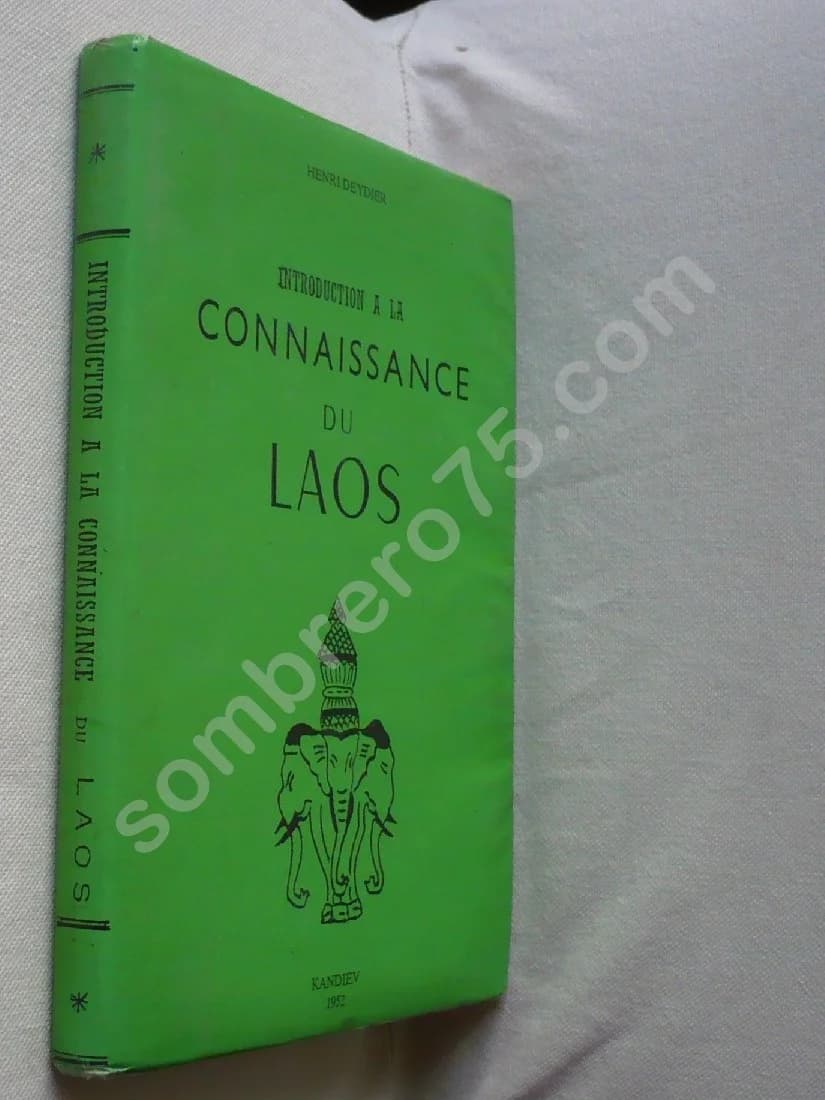 HENRI DEYDIER
INTRODUCTION A LA
CONNAISSANCE
DU
LAOS
KANDIEV
1952
INTRODUCTION A LA CONNAISSANCE DU LAOS
sombrero75.com